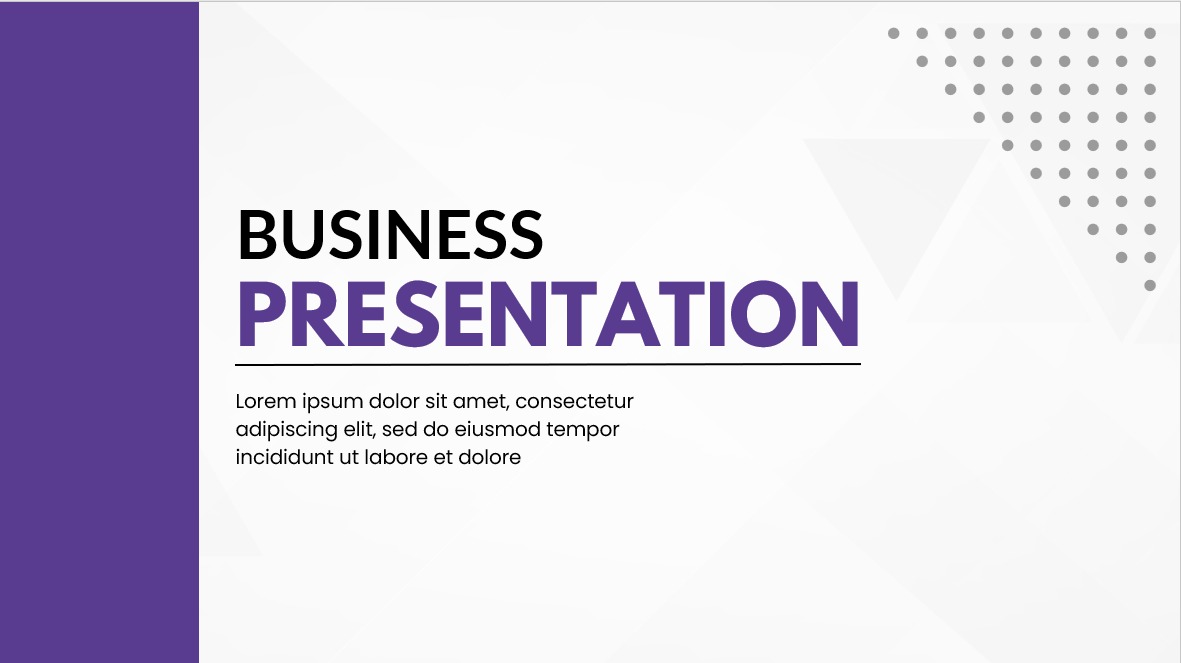 BUSINESS
PRESENTATION
Lorem ipsum dolor sit amet, consectetur
adipiscing elit, sed do eiusmod tempor
incididunt ut labore et dolore